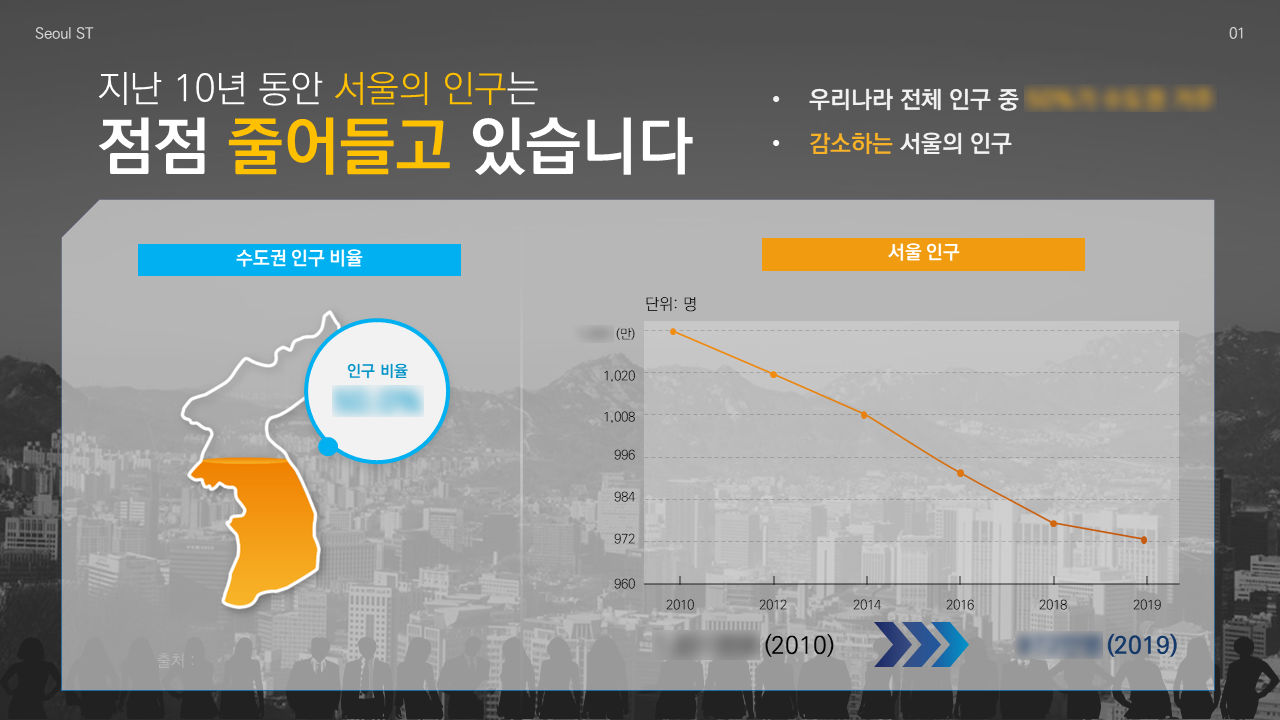 Seoul ST
01
지난 10년 동안 서울의 인구는
점점 줄어들고 있습니다
• 우리나라 전체 인구 중
• 감소하는 서울의 인구
수도권 인구 비율
인구 비율
출처 :
서울 인구
단위: 명
(만)
1,020
1,008
996
984
972
960
2010 2012 2014 2016 2018 2019
(2010)
(2019)